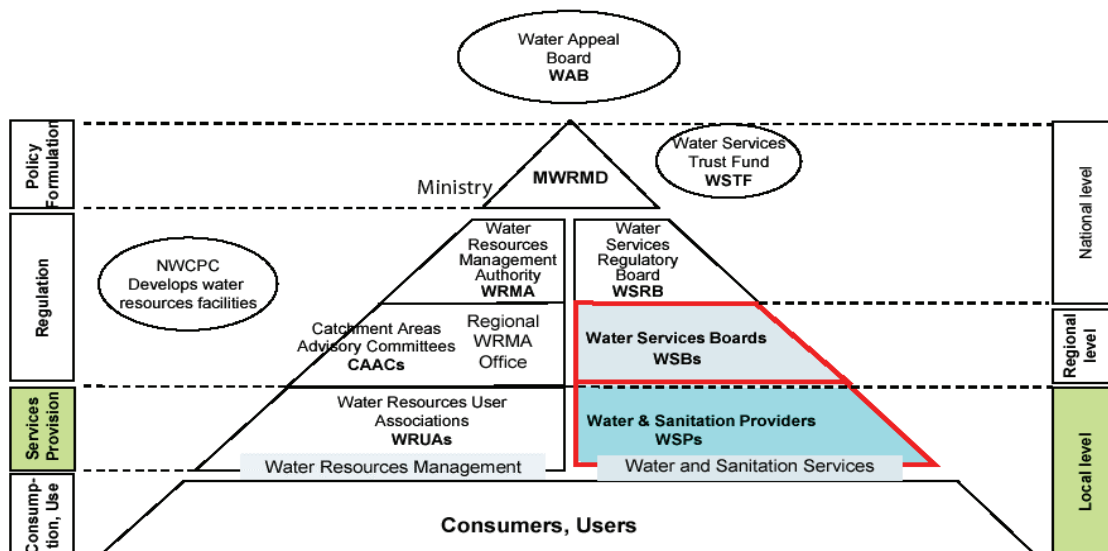 Water Appeal
Board
WAB
Policy
Formulation
Ministry
MWRMD
Water Services
Trust Fund
WSTF
National level
Regulation
NWCPC
Develops water
resources facilities
Water
Resources
Management
Authority
WRMA
Water
Services
Regulatory
Board
WSRB
Catchment Areas
Advisory Committees
CAACs
Regional
WRMA
Office
Water Services Boards
WSBs
Regional
level
Services
Provision
Water Resources User
Associations
WRUAs
Water & Sanitation Providers
WSPs
Water Resources Management
Water and Sanitation Services
Local level
Consump-
tion, Use
Consumers, Users